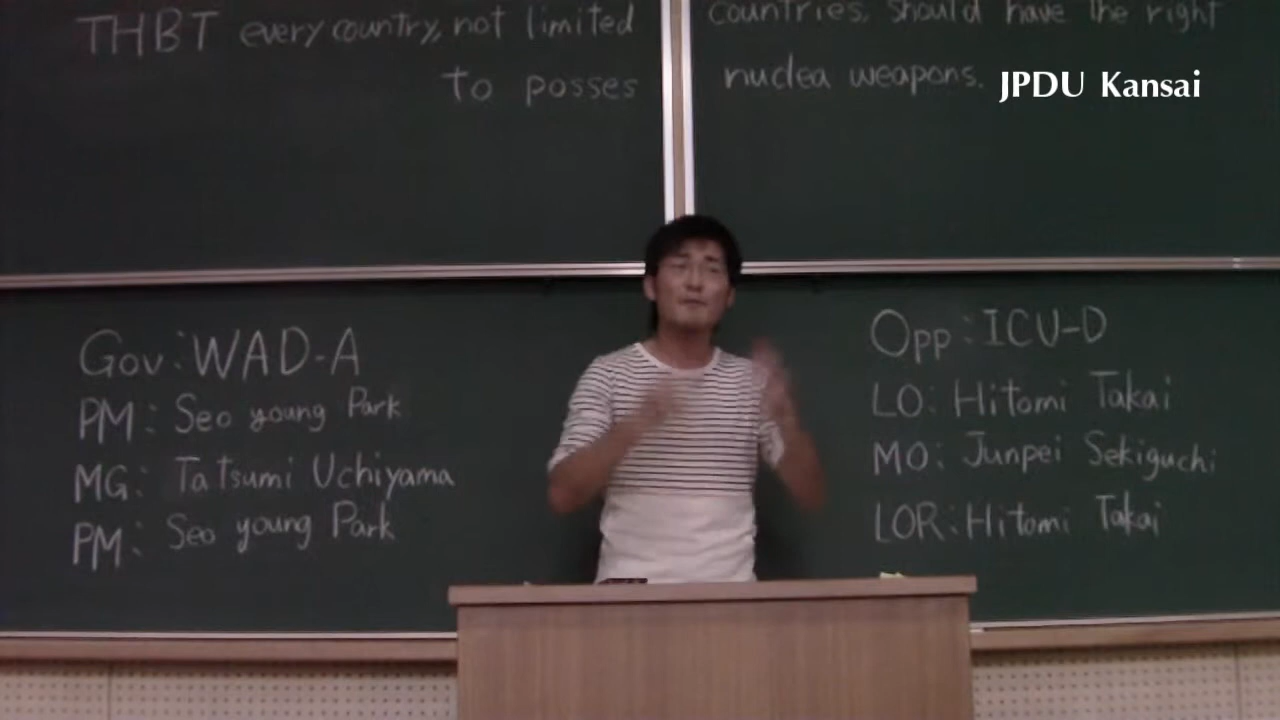 THBT every country, not limited
to posses
countries, should have the right
nuclea weapons.
JPDU Kansai
Gov: WAD-A
PM: Seo young Park
MG: Tatsumi Uchiyama
PM: Seo young Park
Opp: ICU-D
LO: Hitomi Takai
MO: Junpei Sekiguchi
LOR: Hitomi Takai